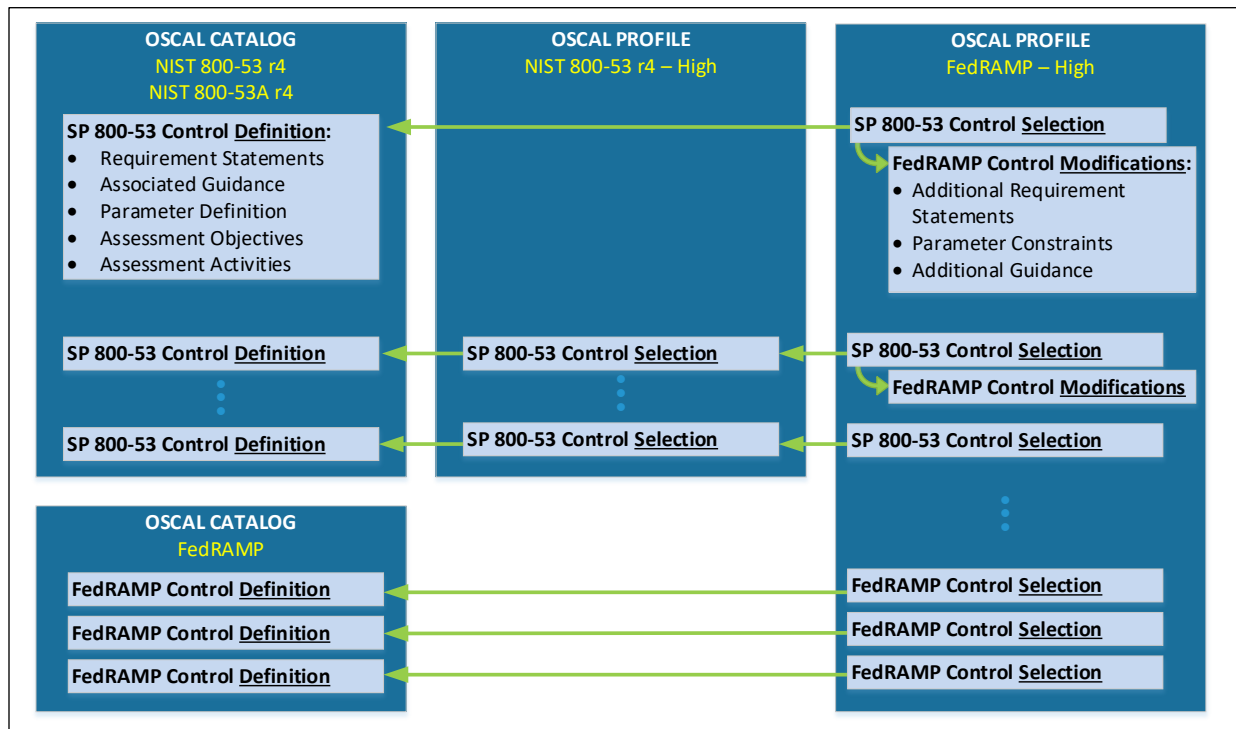 OSCAL CATALOG
NIST 800-53 r4
NIST 800-53A r4
SP 800-53 Control Definition:
• Requirement Statements
• Associated Guidance
• Parameter Definition
• Assessment Objectives
• Assessment Activities
SP 800-53 Control Definition
SP 800-53 Control Definition
OSCAL PROFILE
NIST 800-53 r4 – High
SP 800-53 Control Selection
SP 800-53 Control Selection
OSCAL PROFILE
FedRAMP – High
SP 800-53 Control Selection
FedRAMP Control Modifications:
• Additional Requirement
Statements
• Parameter Constraints
• Additional Guidance
SP 800-53 Control Selection
FedRAMP Control Modifications
SP 800-53 Control Selection
FedRAMP Control Selection
FedRAMP Control Selection
FedRAMP Control Selection
OSCAL CATALOG
FedRAMP
FedRAMP Control Definition
FedRAMP Control Definition
FedRAMP Control Definition